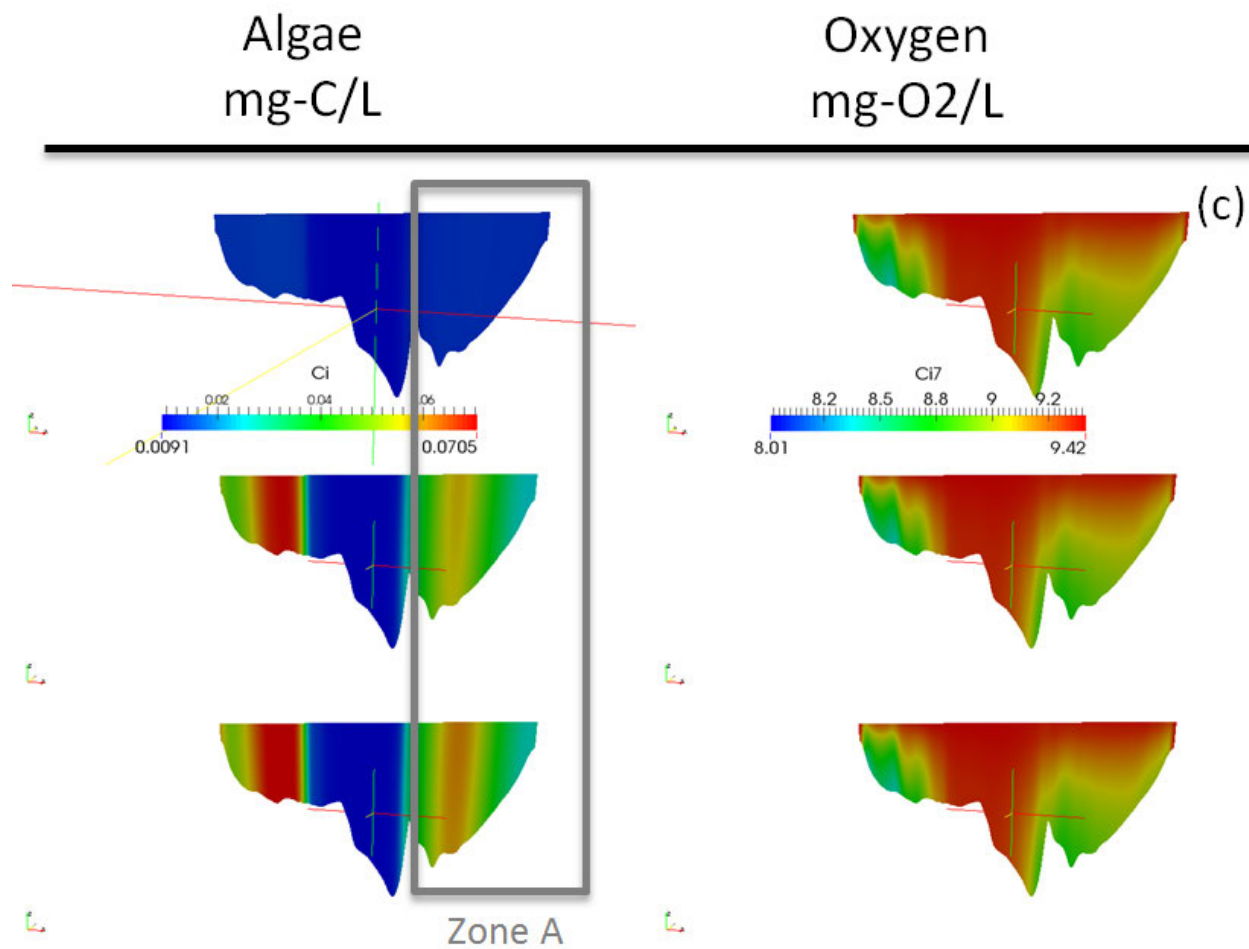 Algae
mg-C/L
Oxygen
mg-O2/L
(c)
Ci
0.02 0.04 .06
0.0091 0.0705
Ci7
8.2 8.5 8.8 9 9.2
8.01 9.42
Zone A